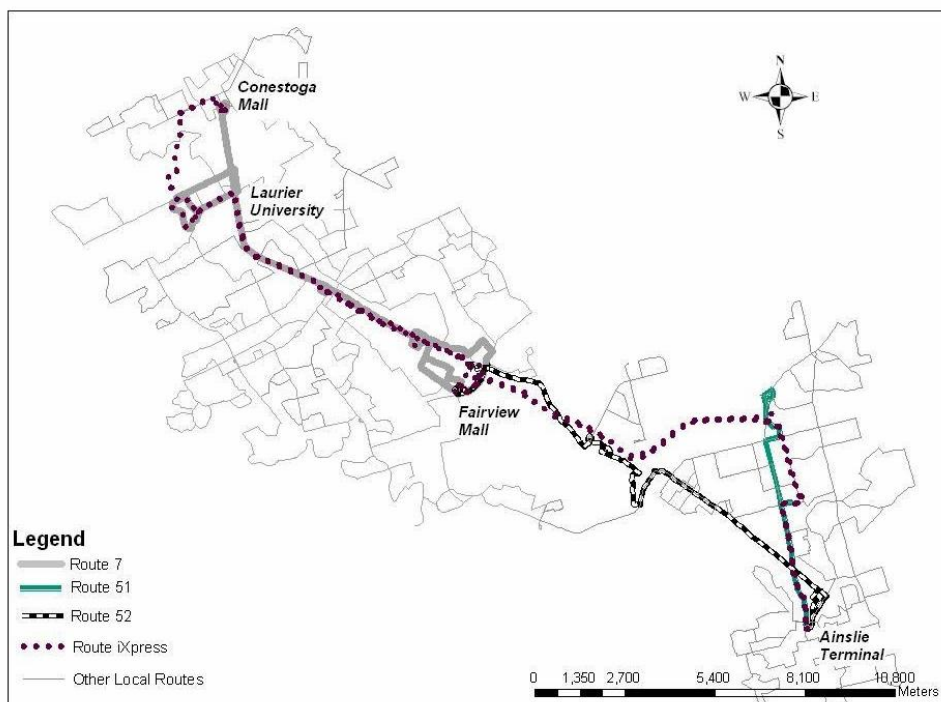 Conestoga
Mall
N
W E
S
Laurier
University
Fairview
Mall
Legend
Route 7
Route 51
Route 52
Route iXpress
Other Local Routes
Ainslie
Terminal
0 1,350 2,700 5,400 8,100 10,800
Meters